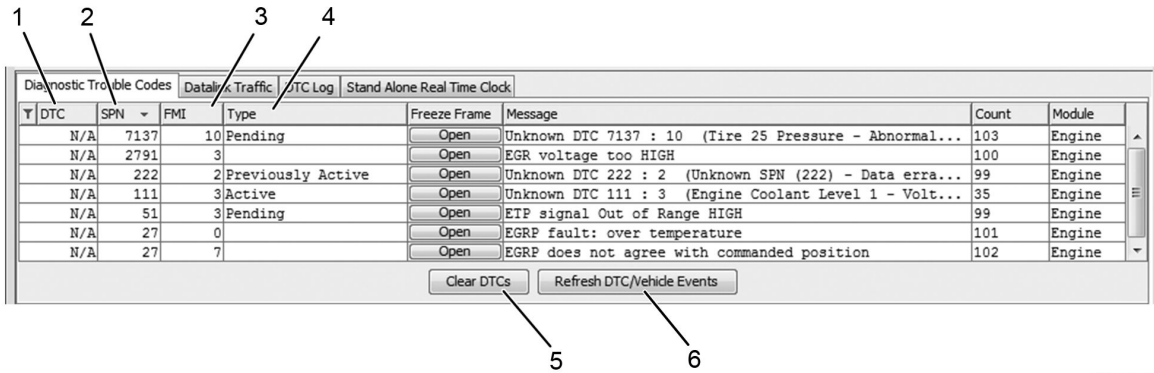 1 2 3 4
Diagnostic Trouble Codes Datalink Traffic DTC Log Stand Alone Real Time Clock
DTC SPN FMI Type Freeze Frame Message Count Module
N/A 7137 10 Pending Open Unknown DTC 7137 : 10 (Tire 25 Pressure - Abnormal... 103 Engine
N/A 2791 3 Open EGR voltage too HIGH 100 Engine
N/A 222 2 Previously Active Open Unknown DTC 222 : 2 (Unknown SPN (222) - Data erra... 99 Engine
N/A 111 3 Active Open Unknown DTC 111 : 3 (Engine Coolant Level 1 - Volt... 35 Engine
N/A 51 3 Pending Open ETP signal Out of Range HIGH 99 Engine
N/A 27 0 Open EGRP fault: over temperature 101 Engine
N/A 27 7 Open EGRP does not agree with commanded position 102 Engine
Clear DTCs Refresh DTC/Vehicle Events
5 6